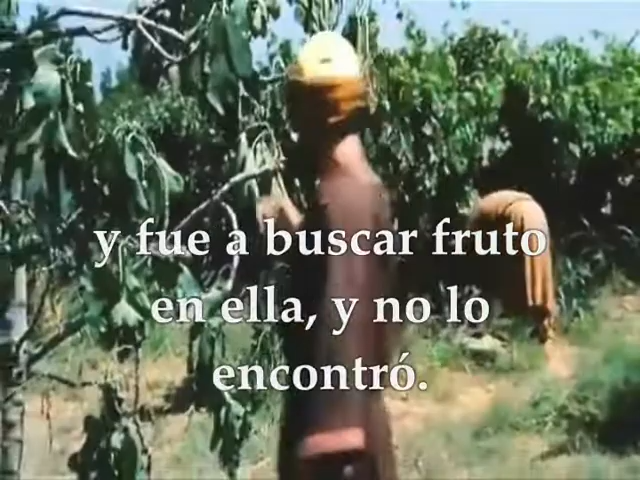 y fue a buscar fruto
en ella, y no lo
encontró.